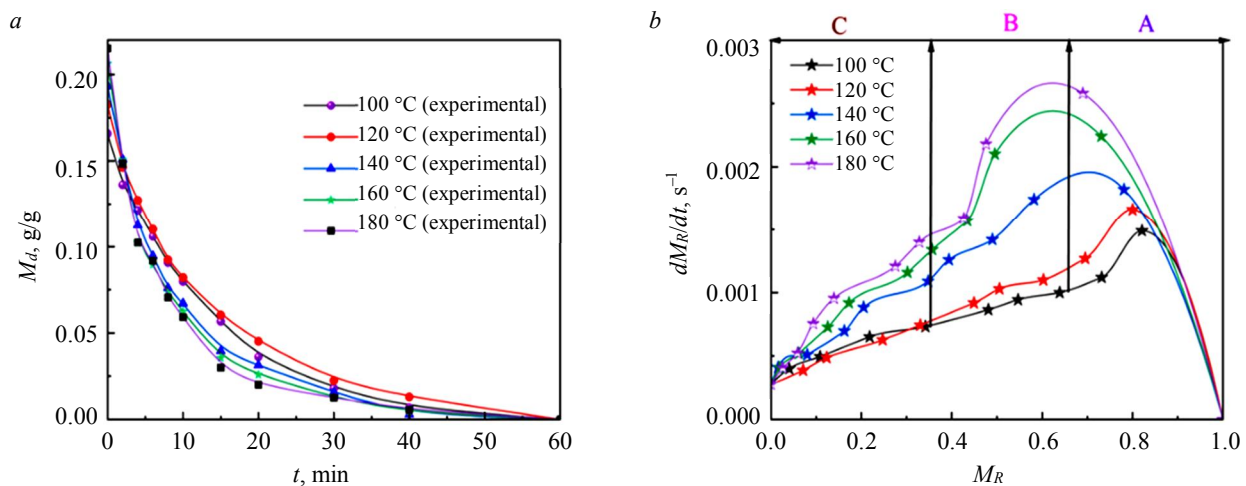 a
0.20
0.15
0.10
0.05
0.00
M_d, g/g
100 °C (experimental)
120 °C (experimental)
140 °C (experimental)
160 °C (experimental)
180 °C (experimental)
0 10 20 30 40 50 60
t, min
b
C B A
0.003
0.002
0.001
0.000
dM_R/dt, s⁻¹
100 °C
120 °C
140 °C
160 °C
180 °C
0.0 0.2 0.4 0.6 0.8 1.0
M_R